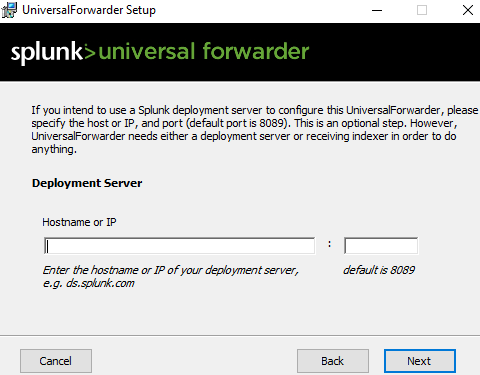 UniversalForwarder Setup
splunk>universal forwarder
If you intend to use a Splunk deployment server to configure this UniversalForwarder, please
specify the host or IP, and port (default port is 8089). This is an optional step. However,
UniversalForwarder needs either a deployment server or receiving indexer in order to do
anything.
Deployment Server
Hostname or IP
:
Enter the hostname or IP of your deployment server,
e.g. ds.splunk.com
default is 8089
Cancel
Back
Next